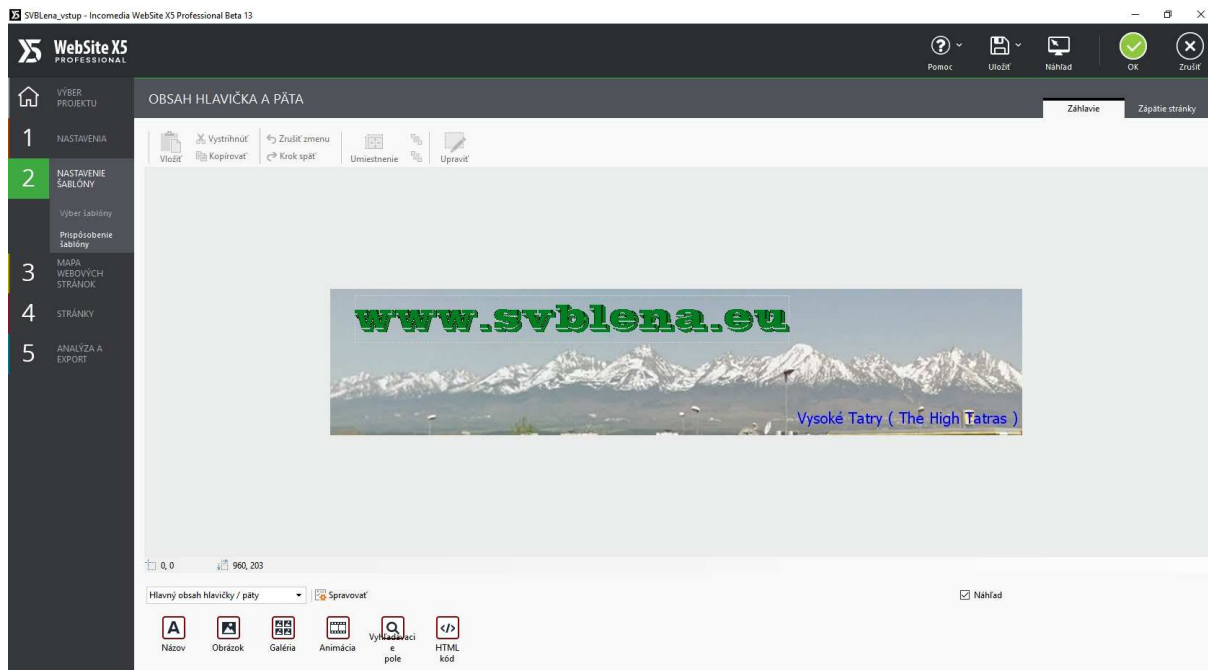 SVBLena_vstup - Incomedia WebSite X5 Professional Beta 13
WebSite X5
PROFESSIONAL
Pomoc
Uložiť
Náhľad
OK
Zrušiť
VÝBER
PROJEKTU
OBSAH HLAVIČKA A PÄTA
Záhlavie
Zápätie stránky
1
NASTAVENIA
Vložiť
Vystrihnúť
Kopírovať
Zrušiť zmenu
Krok späť
Umiestnenie
Upraviť
2
NASTAVENIE
ŠABLÓNY
Výber šablóny
Prispôsobenie
šablóny
3
MAPA
WEBOVÝCH
STRÁNOK
4
STRÁNKY
5
ANALÝZA A
EXPORT
www.svblena.eu
Vysoké Tatry ( The High Tatras )
0, 0
960, 203
Hlavný obsah hlavičky / päty
Spravovať
Náhľad
Názov
Obrázok
Galéria
Animácia
Vyhľadávaci
e
pole
HTML
kód